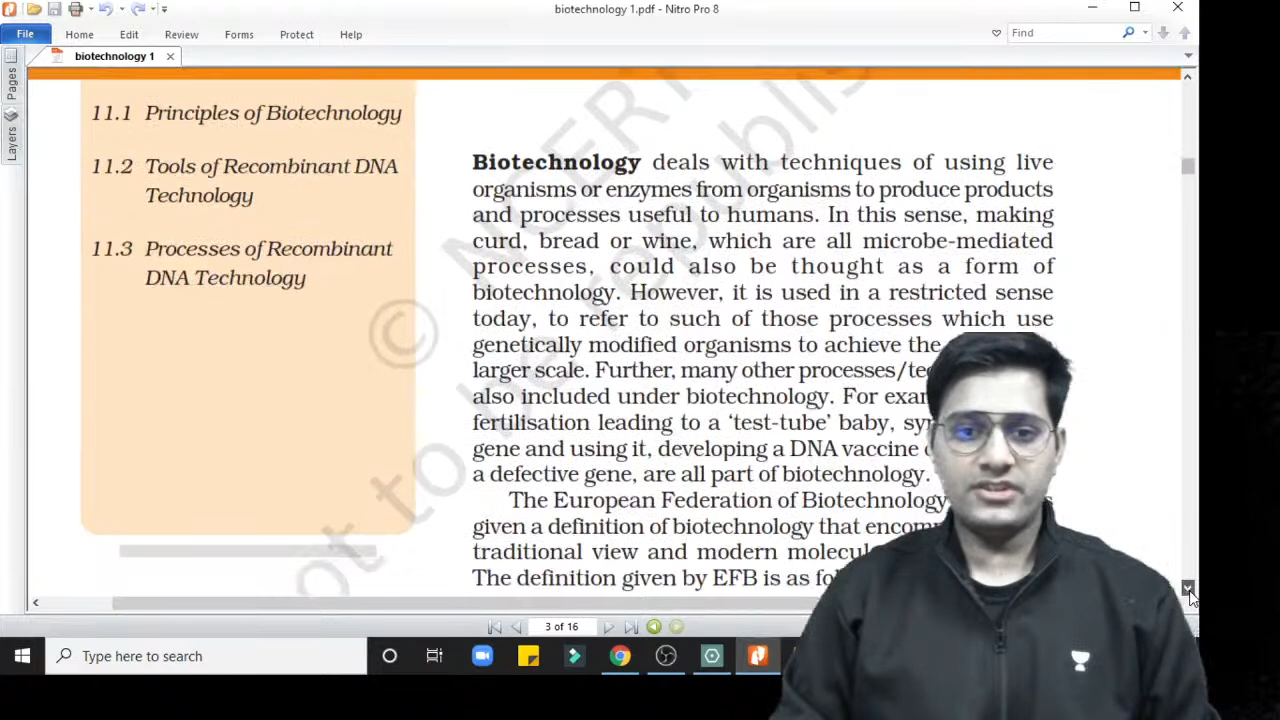 biotechnology 1.pdf - Nitro Pro 8
File Home Edit Review Forms Protect Help Find
biotechnology 1
Pages
Layers
11.1 Principles of Biotechnology
11.2 Tools of Recombinant DNA
Technology
11.3 Processes of Recombinant
DNA Technology
Biotechnology deals with techniques of using live
organisms or enzymes from organisms to produce products
and processes useful to humans. In this sense, making
curd, bread or wine, which are all microbe-mediated
processes, could also be thought as a form of
biotechnology. However, it is used in a restricted sense
today, to refer to such of those processes which use
genetically modified organisms to achieve the
larger scale. Further, many other processes/
also included under biotechnology. For
fertilisation leading to a ‘test-tube’ baby,
gene and using it, developing a DNA vaccine
a defective gene, are all part of biotechnology.
The European Federation of Biotechnology
given a definition of biotechnology that
traditional view and modern
The definition given by EFB is as
© NCERT
not to be republis
3 of 16
Type here to search